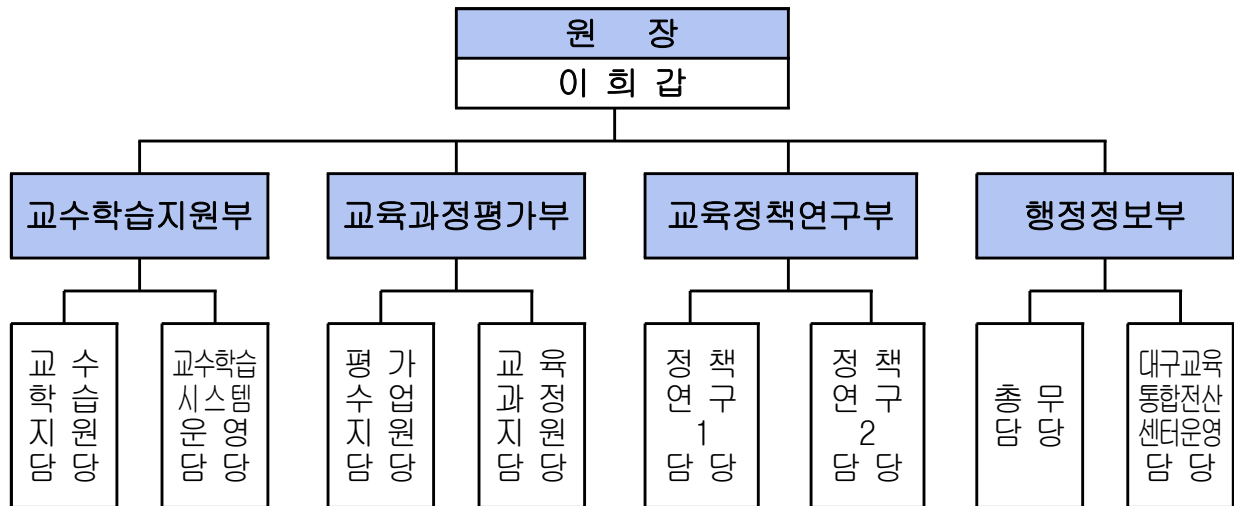 원 장
이 희 갑
교수학습지원부
교육과정평가부
교육정책연구부
행정정보부
교 수
학 습
지 원
담 당
교수학습
시스템
운 영
담 당
평 가
수 업
지 원
담 당
교 육
과 정
지 원
담 당
정 책
연 구
1
담 당
정 책
연 구
2
담 당
총 무
담 당
대구교육
통합전산
센터운영
담 당